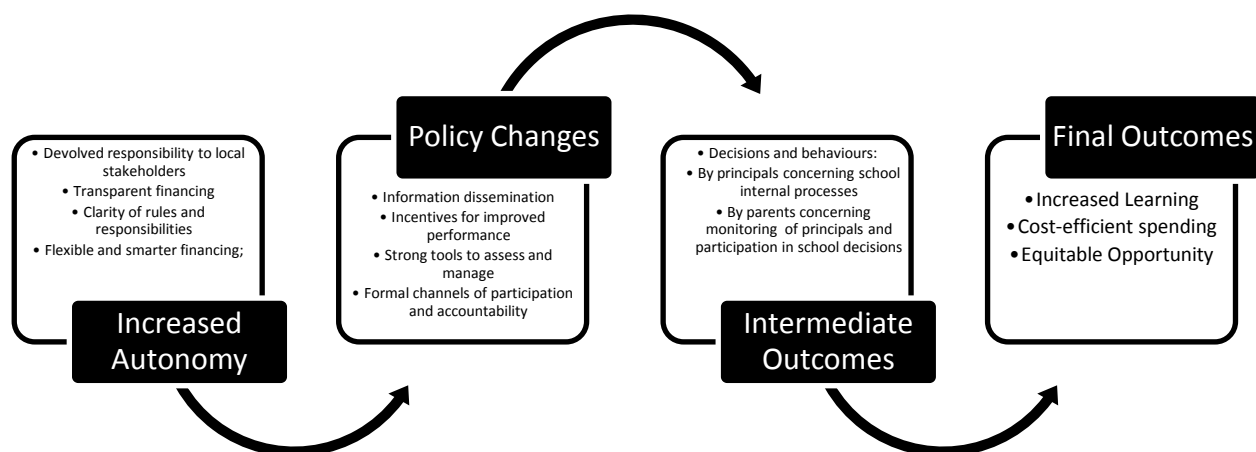 • Devolved responsibility to local
stakeholders
• Transparent financing
• Clarity of rules and
responsibilities
• Flexible and smarter financing;
Increased
Autonomy
Policy Changes
• Information dissemination
• Incentives for improved
performance
• Strong tools to assess and
manage
• Formal channels of participation
and accountability
• Decisions and behaviours:
• By principals concerning school
internal processes
• By parents concerning
monitoring of principals and
participation in school decisions
Intermediate
Outcomes
Final Outcomes
•Increased Learning
•Cost-efficient spending
•Equitable Opportunity